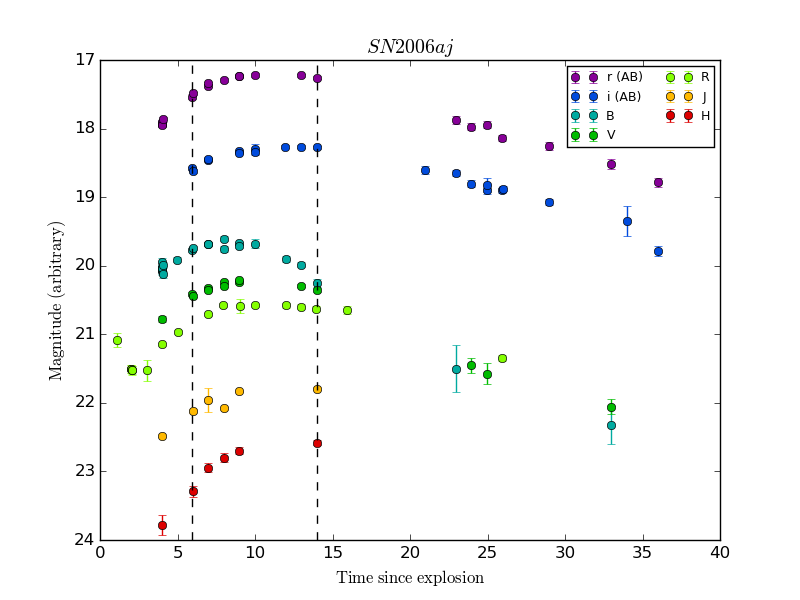 SN2006aj
17
18
19
20
21
22
23
24
Magnitude (arbitrary)
r (AB)
i (AB)
B
V
R
J
H
0 5 10 15 20 25 30 35 40
Time since explosion